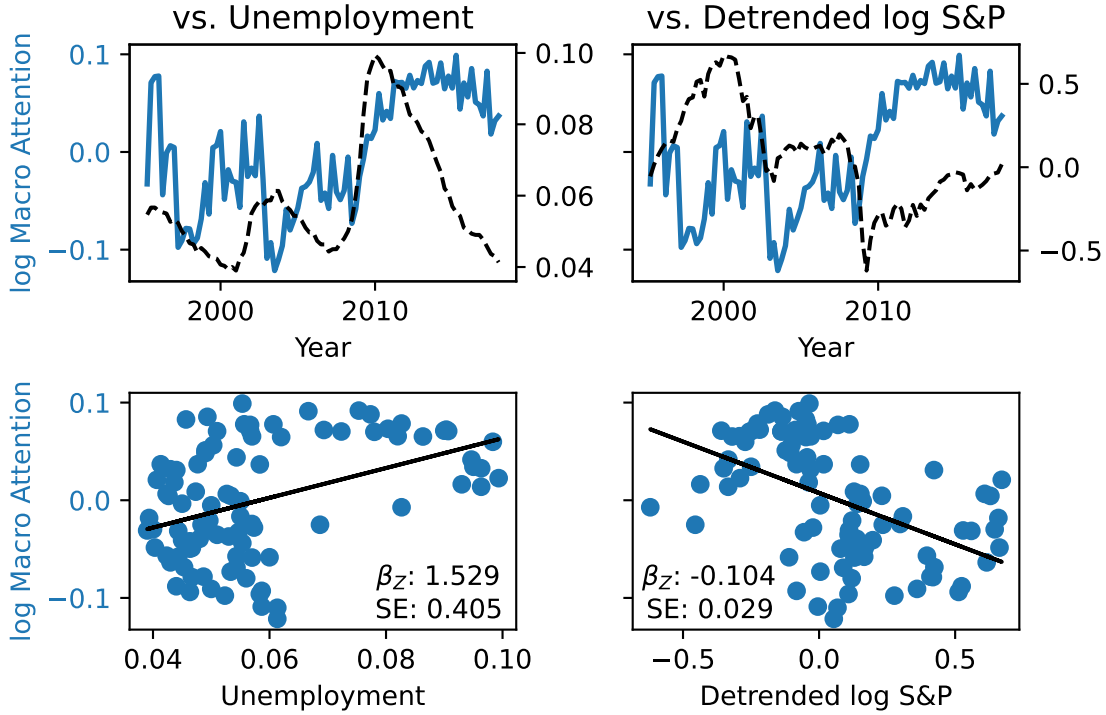 vs. Unemployment
vs. Detrended log S&P
log Macro Attention
0.1
0.0
−0.1
0.10
0.08
0.06
0.04
2000
2010
Year
0.5
0.0
−0.5
2000
2010
Year
log Macro Attention
0.1
0.0
−0.1
β_Z: 1.529
SE: 0.405
0.04
0.06
0.08
0.10
Unemployment
β_Z: -0.104
SE: 0.029
−0.5
0.0
0.5
Detrended log S&P